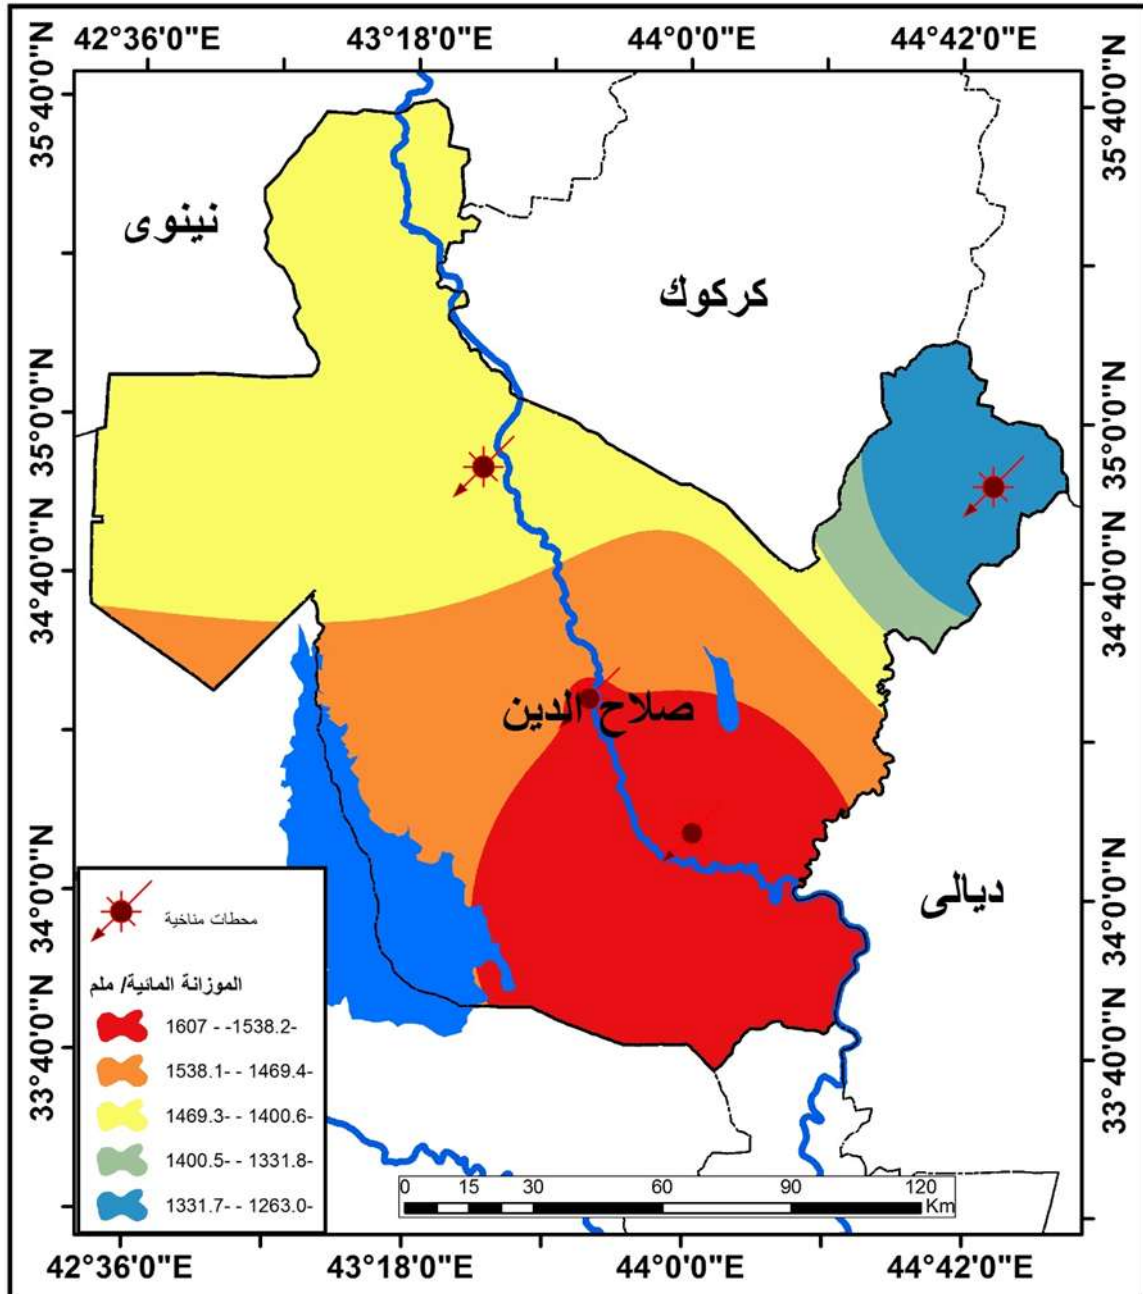 42°36'0"E 43°18'0"E 44°0'0"E 44°42'0"E
35°40'0"N 35°40'0"N
نينوى
كركوك
35°0'0"N 35°0'0"N
34°40'0"N 34°40'0"N
صلاح الدين
34°0'0"N 34°0'0"N
ديالى
33°40'0"N 33°40'0"N
محطات مناخية
الموزانة المائية/ ملم
1607 - -1538.2-
1538.1- - 1469.4-
1469.3- - 1400.6-
1400.5- - 1331.8-
1331.7- - 1263.0-
0 15 30 60 90 120
Km
42°36'0"E 43°18'0"E 44°0'0"E 44°42'0"E